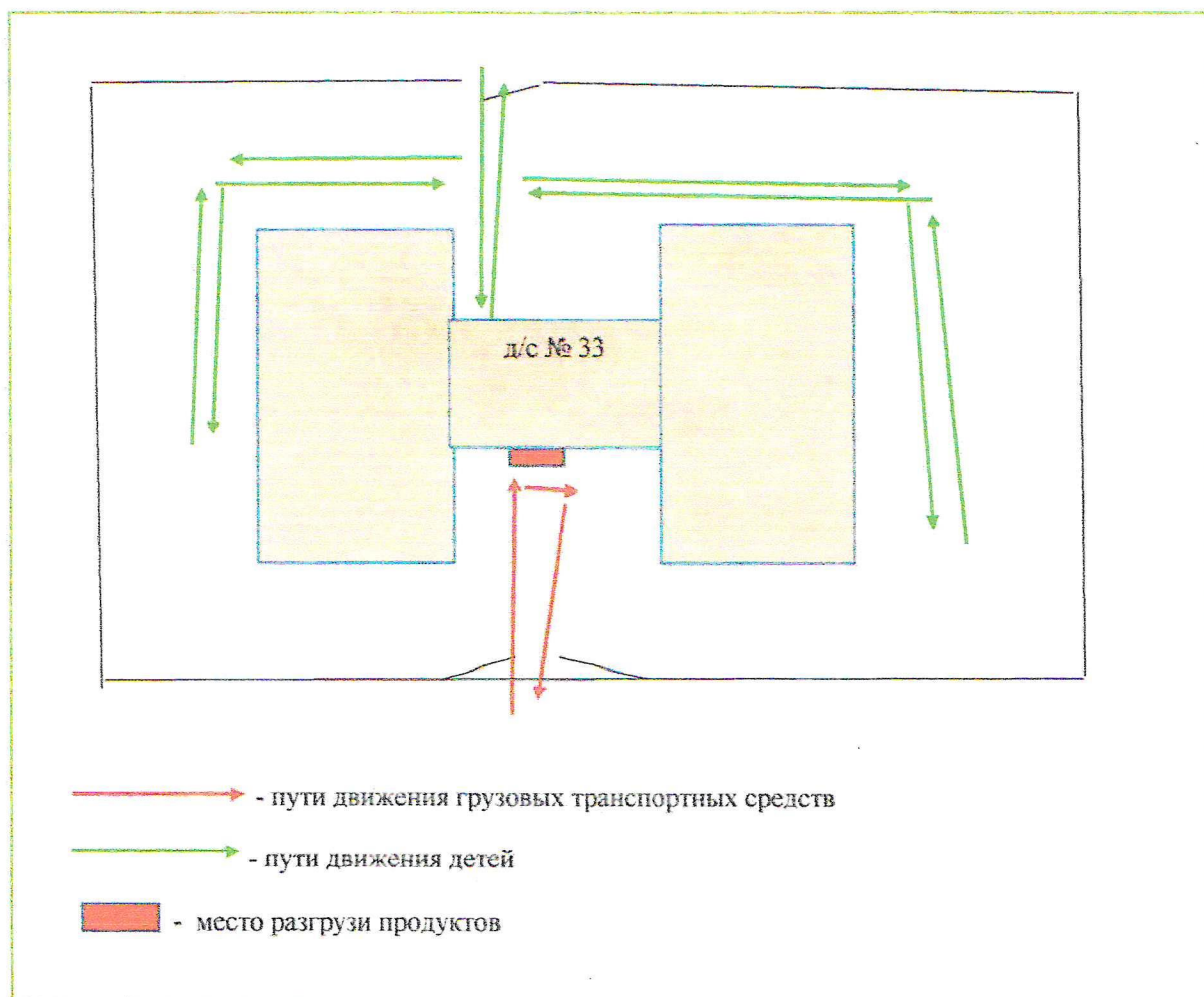 д/с № 33
- пути движения грузовых транспортных средств
- пути движения детей
- место разгрузи продуктов